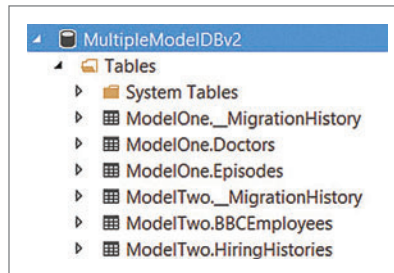 MultipleModelDBv2
Tables
System Tables
ModelOne.__MigrationHistory
ModelOne.Doctors
ModelOne.Episodes
ModelTwo.__MigrationHistory
ModelTwo.BBCEmployees
ModelTwo.HiringHistories